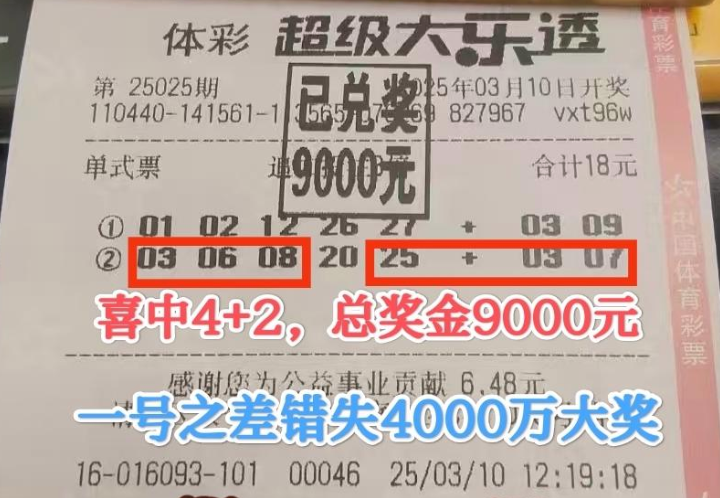 体彩 超级大乐透
第 25025期
025年03月10日开奖
110440-141561-1 827967 vxt96w
已兑奖
9000元
单式票
合计18元
① 01 02 12 26 27 + 03 09
② 03 06 08 20 25 + 03 07
喜中4+2，总奖金9000元
感谢您为公益事业贡献 6.48元
一号之差错失4000万大奖
16-016093-101 00046 25/03/10 12:19:18
体育彩票
中国体育彩票